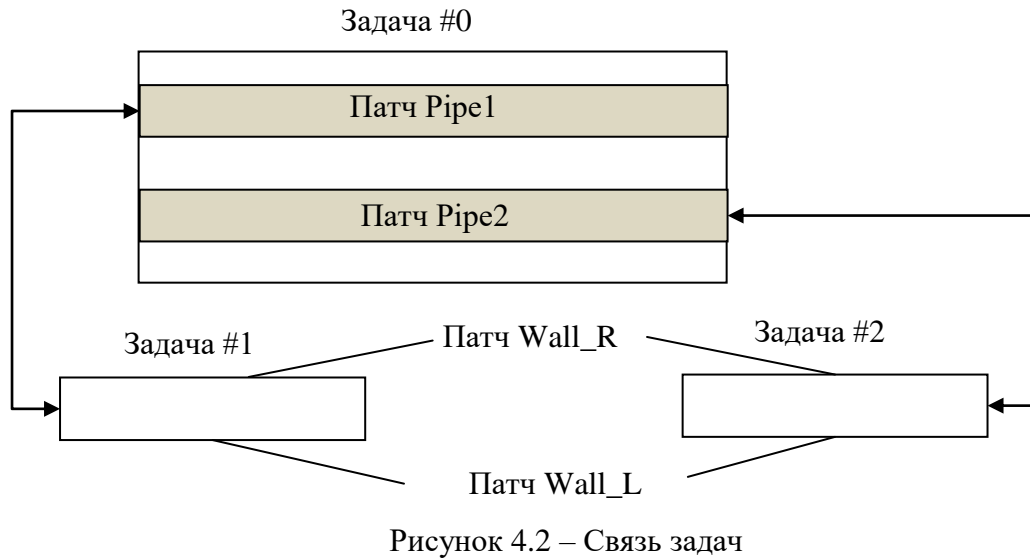 Задача #0
Патч Pipe1
Патч Pipe2
Задача #1
Патч Wall_R
Задача #2
Патч Wall_L
Рисунок 4.2 – Связь задач